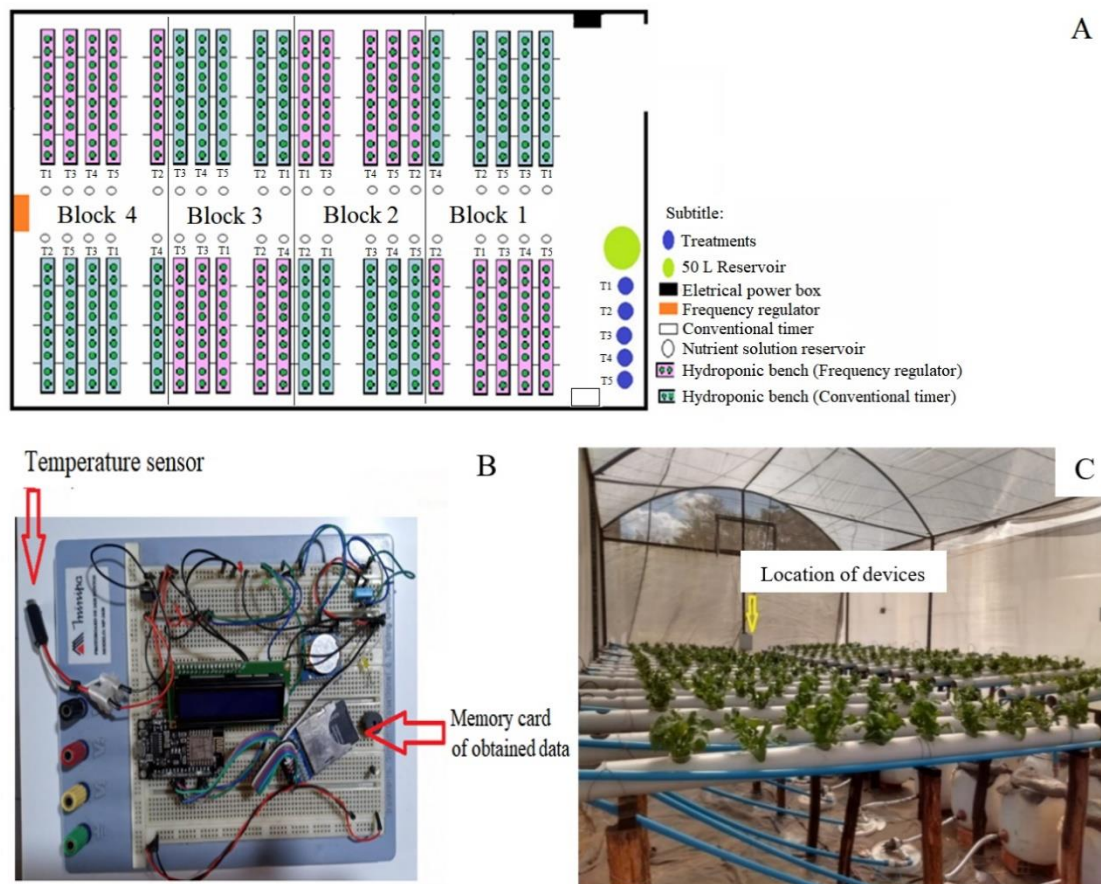 A
T1 T3 T4 T5 T2 T3 T4 T5 T2 T1 T4 T5 T2 T4 T2 T5 T3 T1
Block 4 Block 3 Block 2 Block 1
T2 T5 T3 T1 T4 T5 T3 T1 T2 T4 T2 T1 T3 T4 T5 T2 T1 T3 T4 T5
Subtitle:
Treatments
50 L Reservoir
Eletrical power box
Frequency regulator
Conventional timer
Nutrient solution reservoir
Hydroponic bench (Frequency regulator)
Hydroponic bench (Conventional timer)
T1
T2
T3
T4
T5
Temperature sensor
B
minipa
Memory card
of obtained data
C
Location of devices